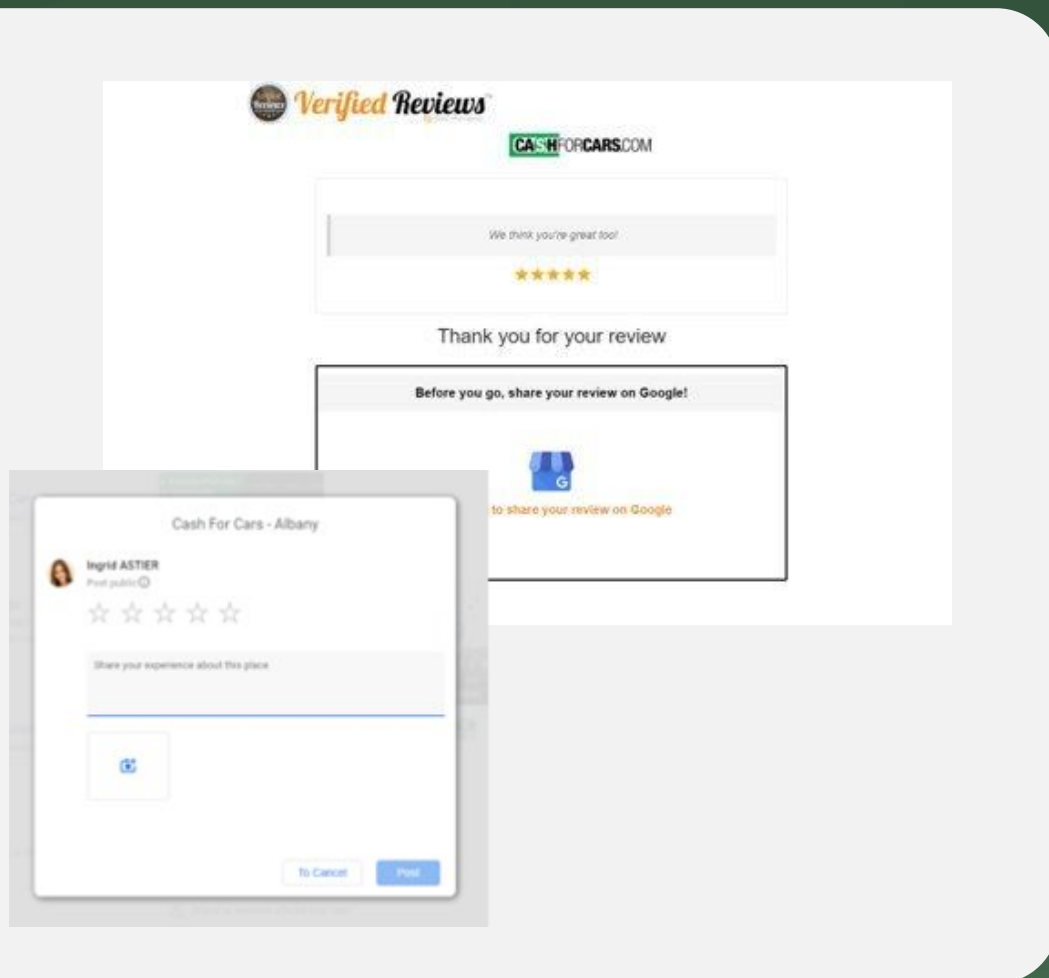 Verified Reviews
CASHFORCARS.COM
We think you're great too!
Thank you for your review
Before you go, share your review on Google!
G
to share your review on Google
Cash For Cars - Albany
Ingrid ASTIER
Post public
Share your experience about this place
To Cancel
Post